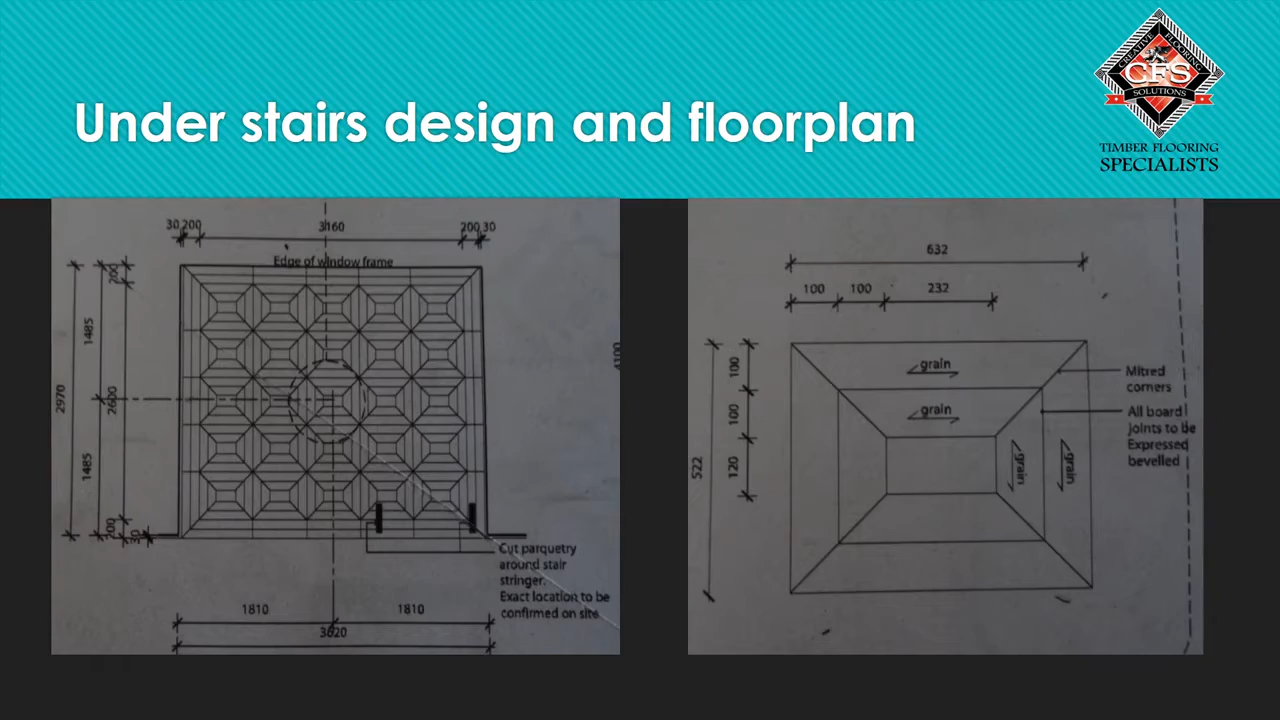 Under stairs design and floorplan
CREATIVE FLOORING
CFS
SOLUTIONS
TIMBER FLOORING
SPECIALISTS
30 200 3160 200 30
Edge of window frame
200
1485
2970
2600
1485
200
30
4100
Cut parquetry
around stair
stringer.
Exact location to be
confirmed on site
1810 1810
3620
632
100 100 232
100
100
120
522
grain
grain
grain
grain
Mitred
corners
All board
joints to be
Expressed
bevelled